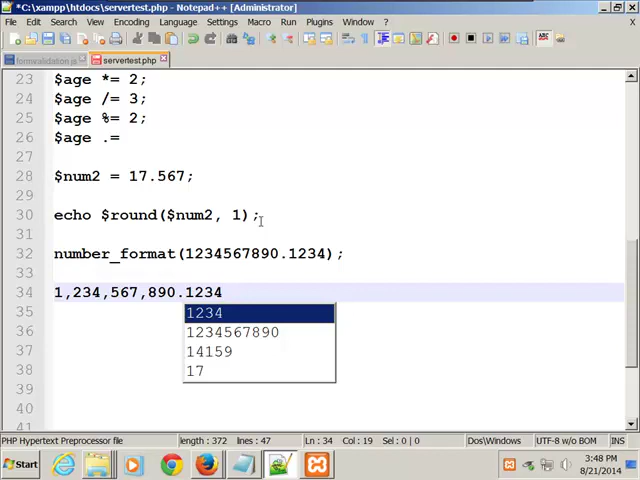 *C:\xampp\htdocs\servertest.php - Notepad++ [Administrator]
File Edit Search View Encoding Language Settings Macro Run Plugins Window ?
X
formvalidation.js servertest.php
23 $age *= 2;
24 $age /= 3;
25 $age %= 2;
26 $age .=
27
28 $num2 = 17.567;
29
30 echo $round($num2, 1);
31
32 number_format(1234567890.1234);
33
34 1,234,567,890.1234
35 1234
36 1234567890
37 14159
38 17
39
40
41
PHP Hypertext Preprocessor file length : 372 lines : 47 Ln : 34 Col : 19 Sel : 0 | 0 Dos\Windows UTF-8 w/o BOM INS
Start 3:48 PM
8/21/2014